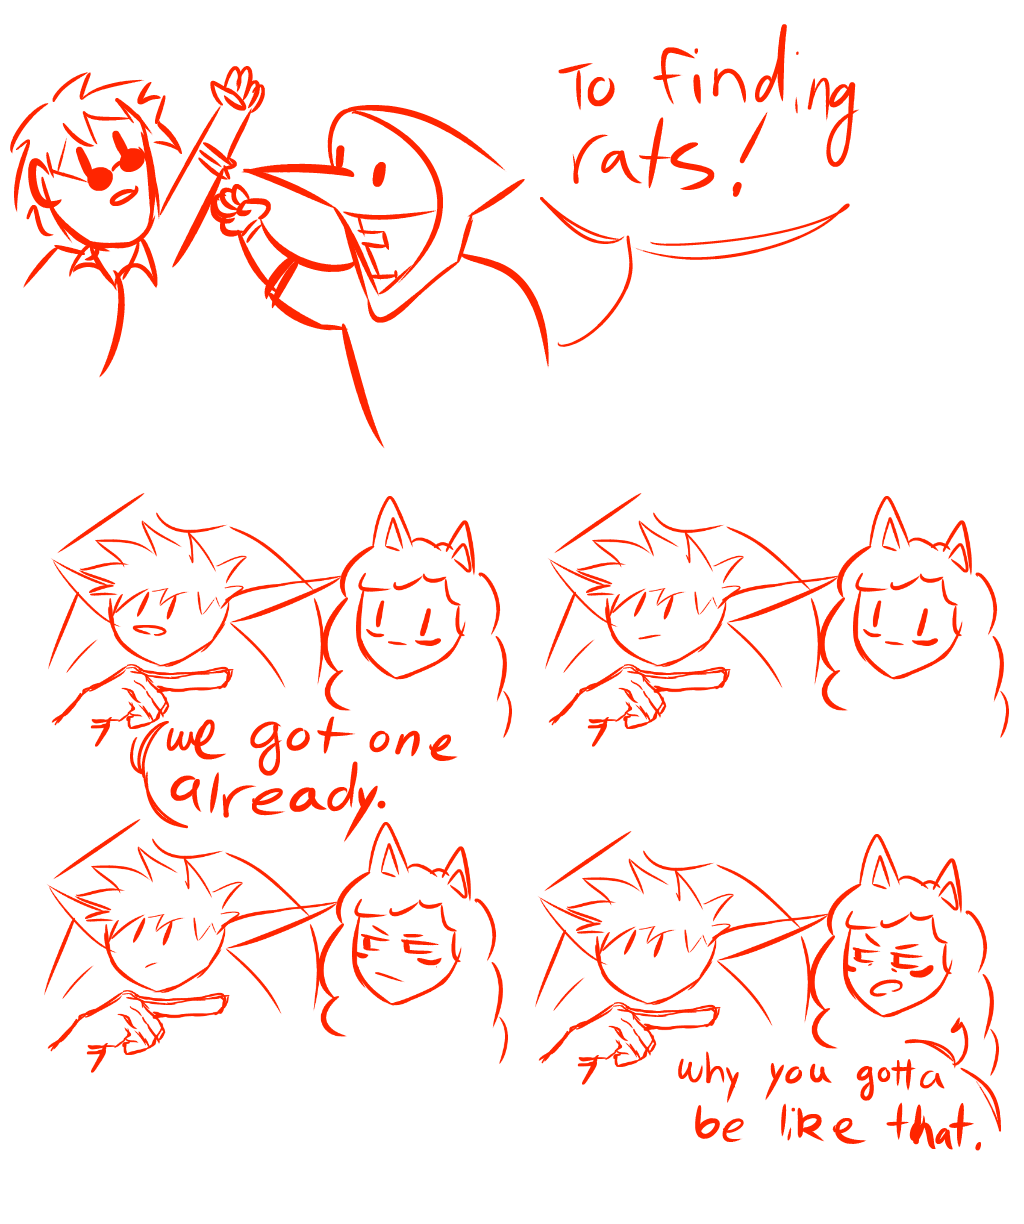 To finding
rats!
we got one
already.
why you gotta
be like that.